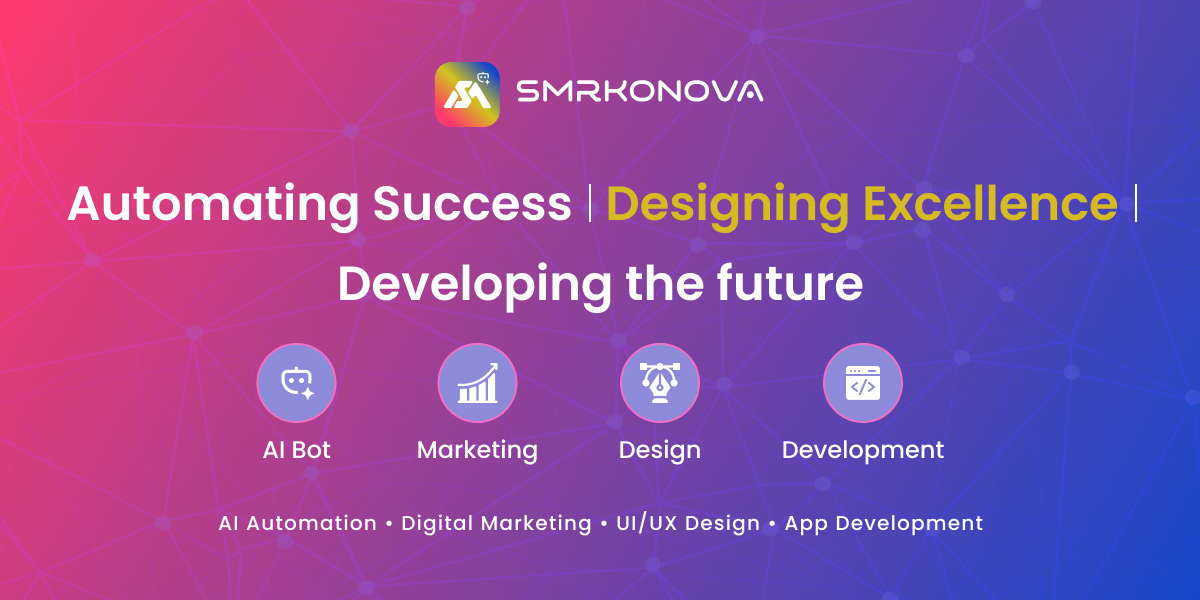 SMRKONOVA
Automating Success | Designing Excellence |
Developing the future
AI Bot
Marketing
Design
Development
AI Automation • Digital Marketing • UI/UX Design • App Development